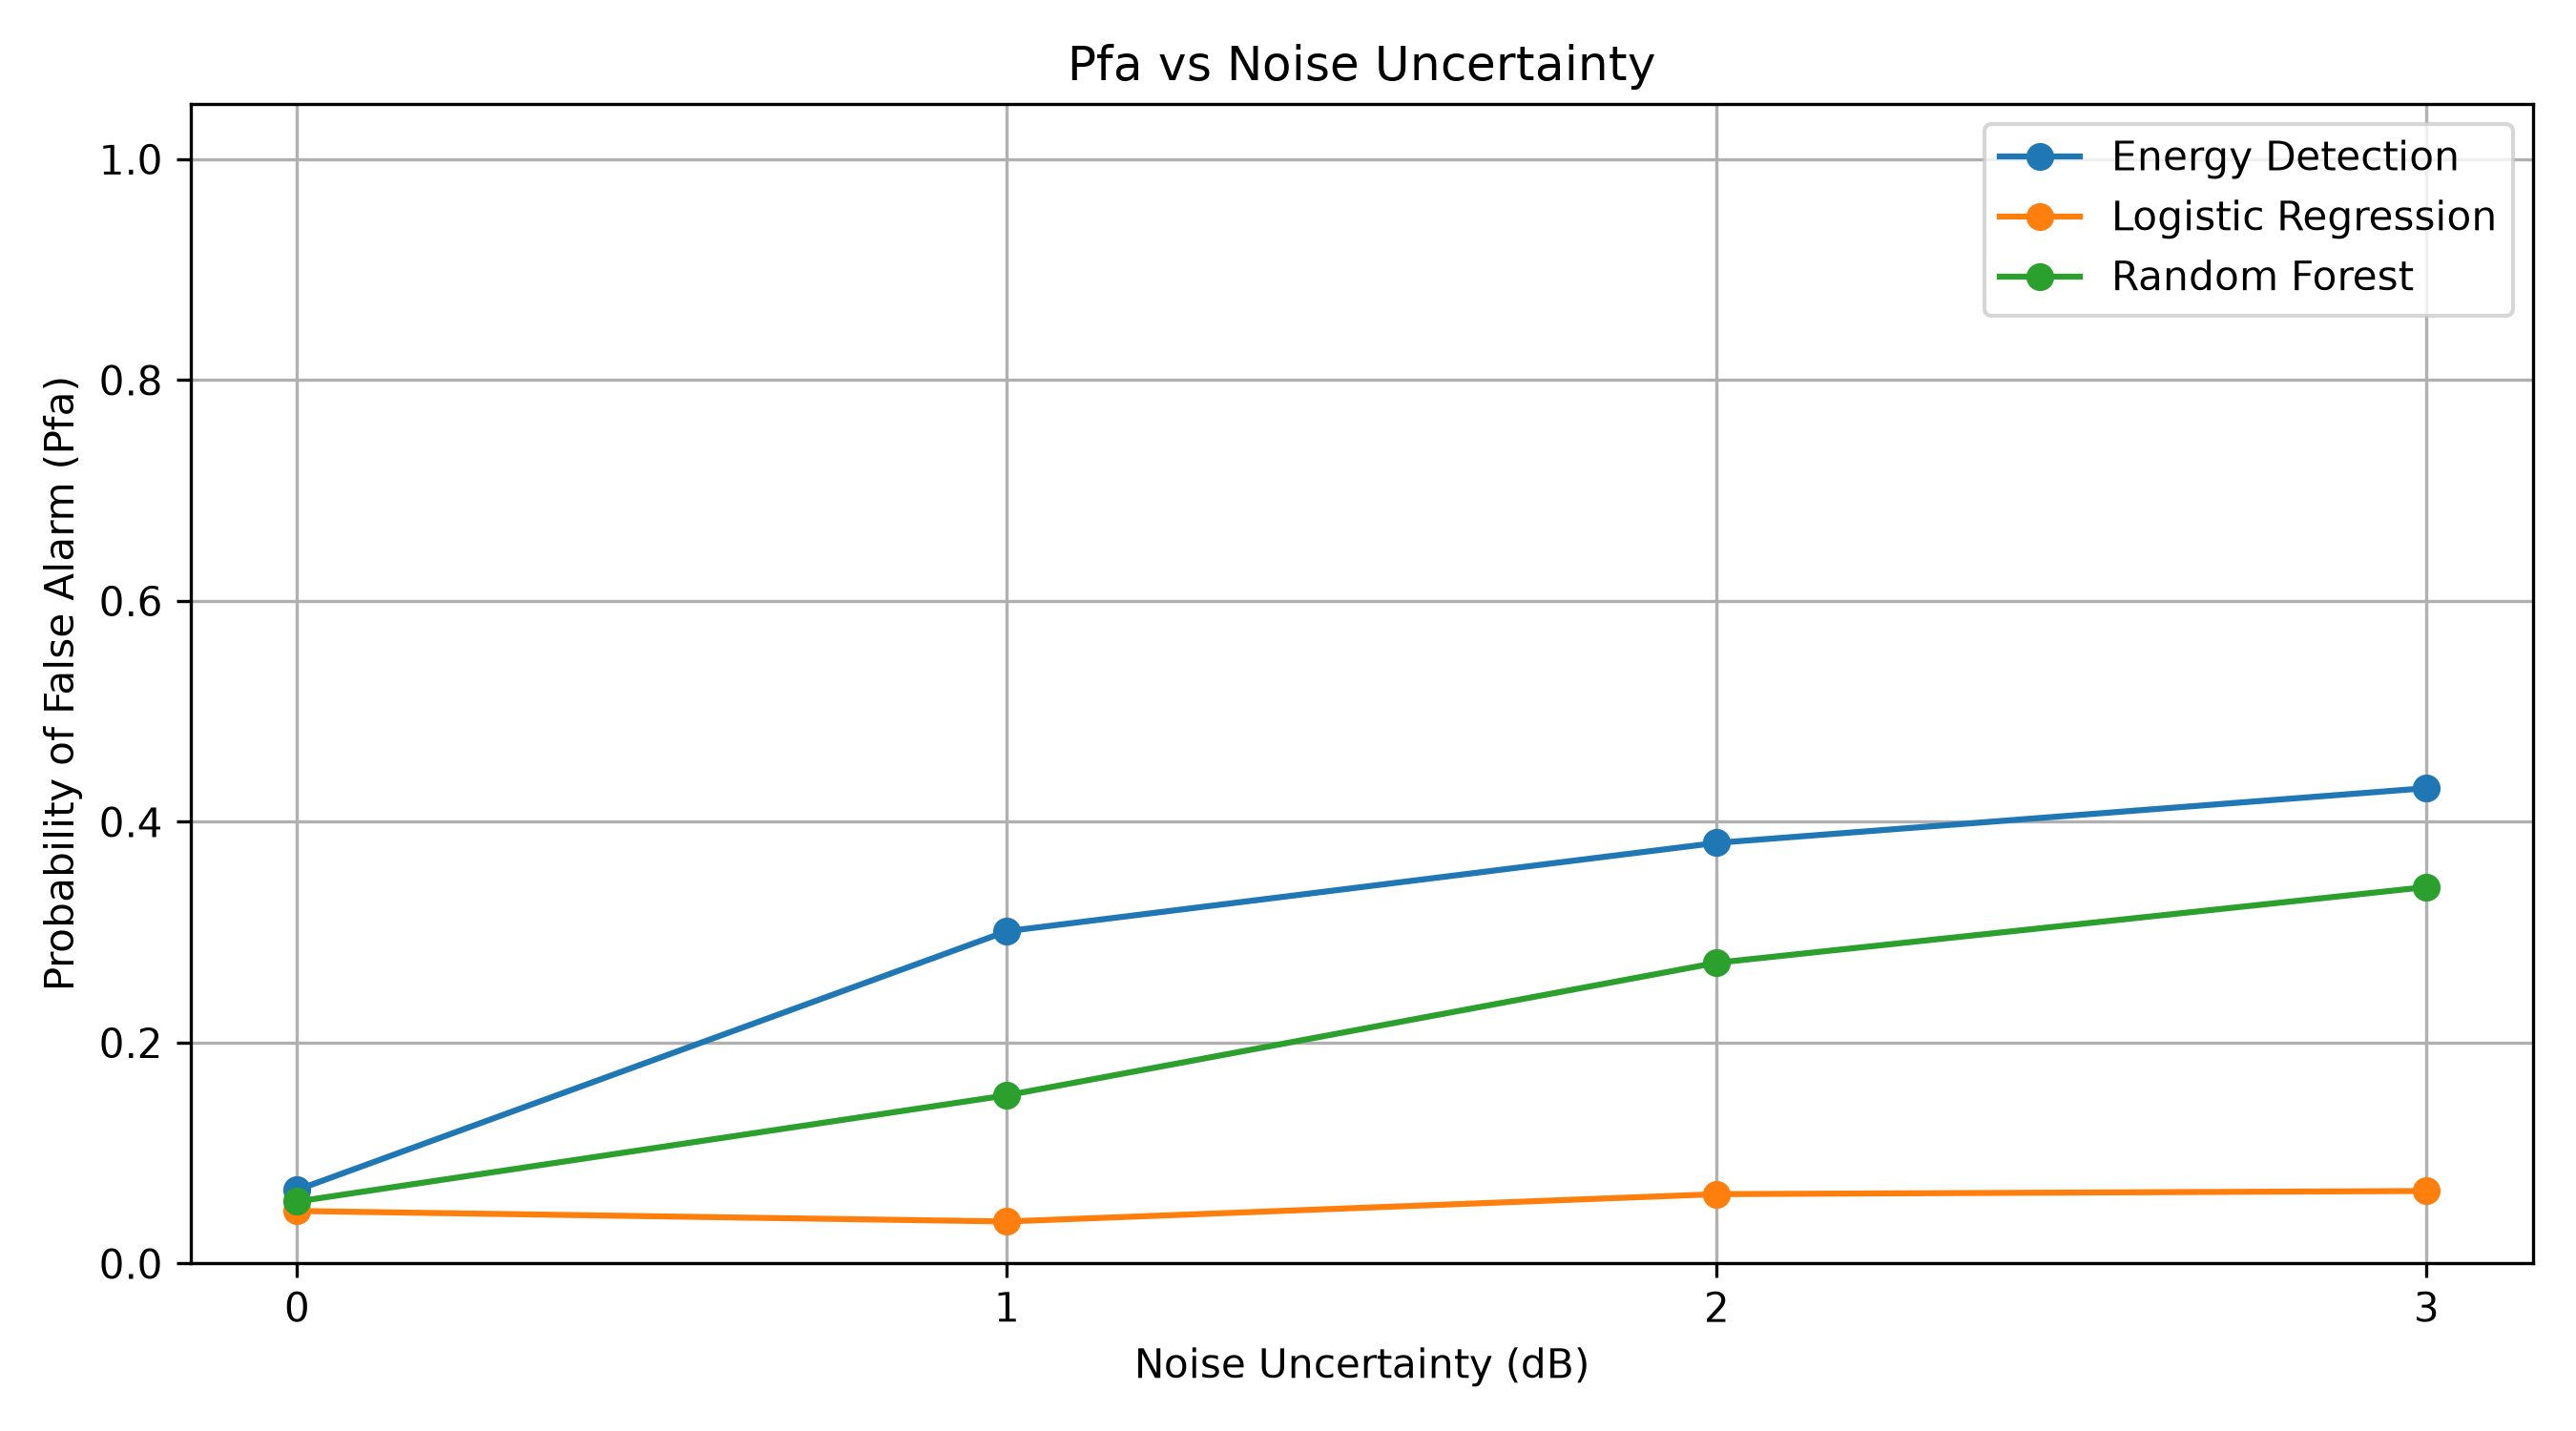 Pfa vs Noise Uncertainty
Energy Detection
Logistic Regression
Random Forest
Probability of False Alarm (Pfa)
1.0
0.8
0.6
0.4
0.2
0.0
0 1 2 3
Noise Uncertainty (dB)